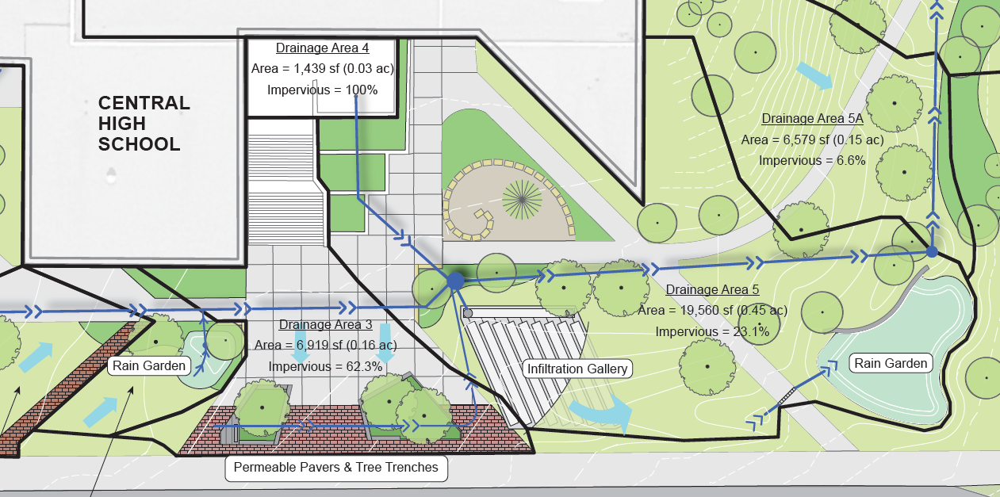 Drainage Area 4
Area = 1,439 sf (0.03 ac)
Impervious = 100%
CENTRAL
HIGH
SCHOOL
Drainage Area 5A
Area = 6,579 sf (0.15 ac)
Impervious = 6.6%
Drainage Area 5
Area = 19,560 sf (0.45 ac)
Impervious = 23.1%
Drainage Area 3
Area = 6,919 sf (0.16 ac)
Impervious = 62.3%
Rain Garden
Infiltration Gallery
Rain Garden
Permeable Pavers & Tree Trenches